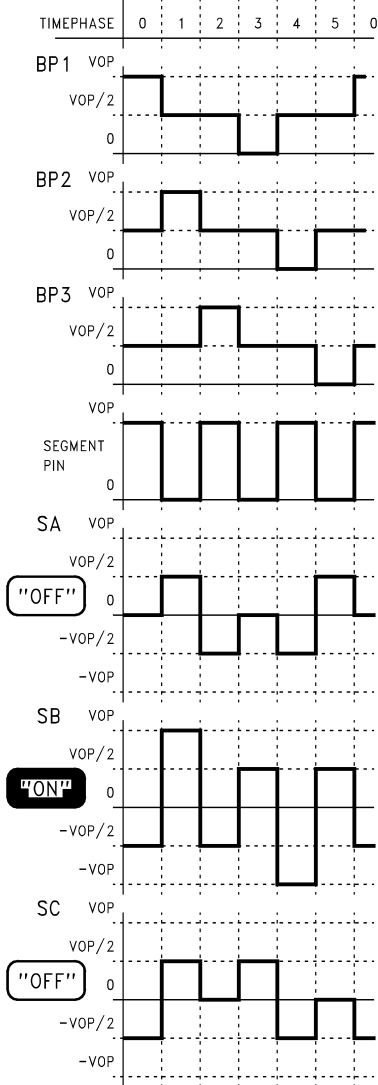 TIMEPHASE 0 1 2 3 4 5 0
BP1 VOP
VOP/2
0
BP2 VOP
VOP/2
0
BP3 VOP
VOP/2
0
VOP
SEGMENT
PIN
0
SA VOP
VOP/2
"OFF" 0
-VOP/2
-VOP
SB VOP
VOP/2
"ON" 0
-VOP/2
-VOP
SC VOP
VOP/2
"OFF" 0
-VOP/2
-VOP